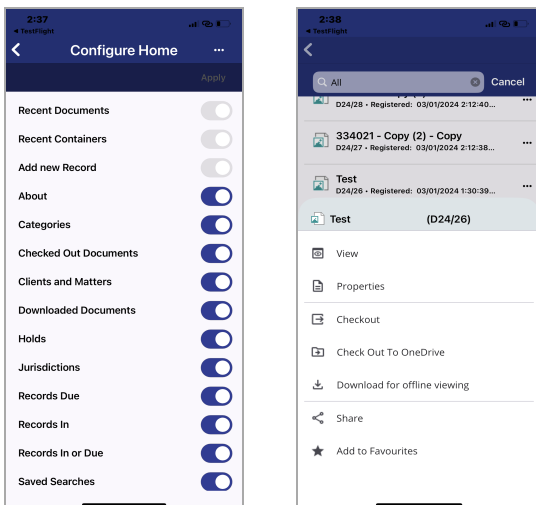 2:37
◄ TestFlight
Configure Home
Apply
Recent Documents
Recent Containers
Add new Record
About
Categories
Checked Out Documents
Clients and Matters
Downloaded Documents
Holds
Jurisdictions
Records Due
Records In
Records In or Due
Saved Searches
2:38
◄ TestFlight
All
Cancel
D24/28 • Registered: 03/01/2024 2:12:40...
334021 - Copy (2) - Copy
D24/27 • Registered: 03/01/2024 2:12:38...
Test
D24/26 • Registered: 03/01/2024 1:30:39...
Test (D24/26)
View
Properties
Checkout
Check Out To OneDrive
Download for offline viewing
Share
Add to Favourites